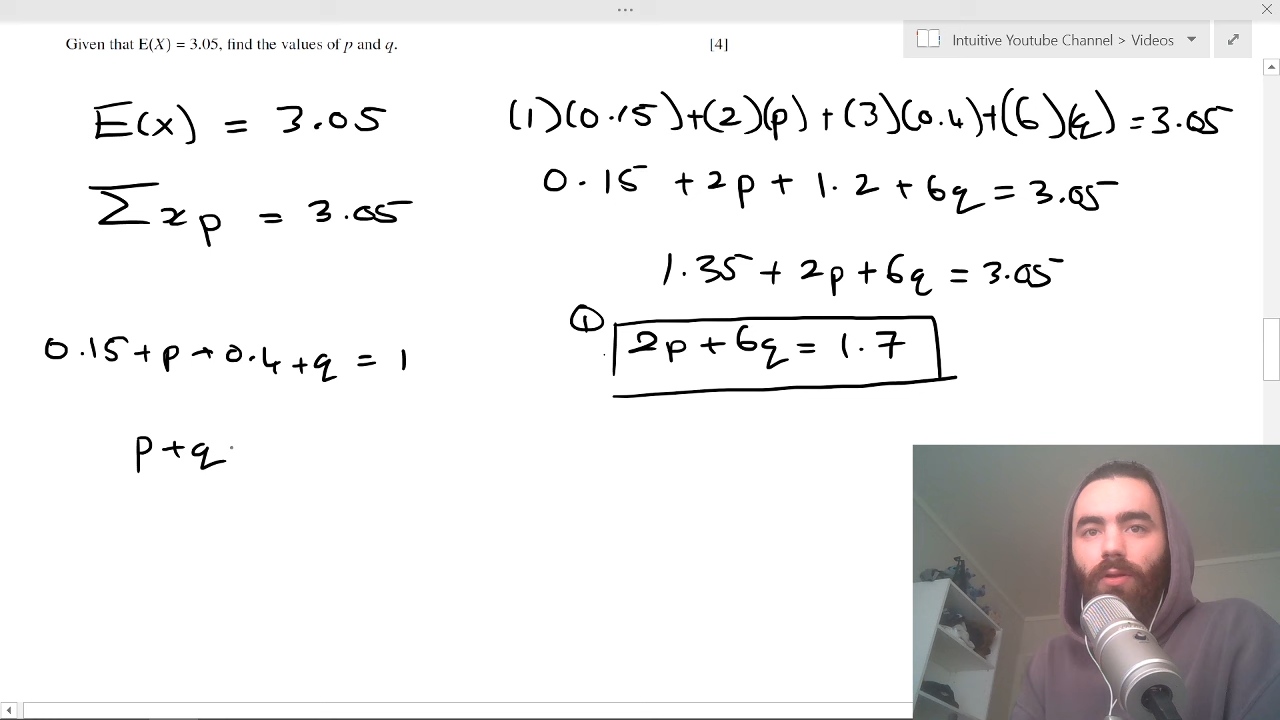 Given that E(X) = 3.05, find the values of p and q.
[4]
Intuitive Youtube Channel > Videos
E(x) = 3.05
∑xp = 3.05
0.15 + p + 0.4 + q = 1
p + q
(1)(0.15) + (2)(p) + (3)(0.4) + (6)(q) = 3.05
0.15 + 2p + 1.2 + 6q = 3.05
1.35 + 2p + 6q = 3.05
① 2p + 6q = 1.7